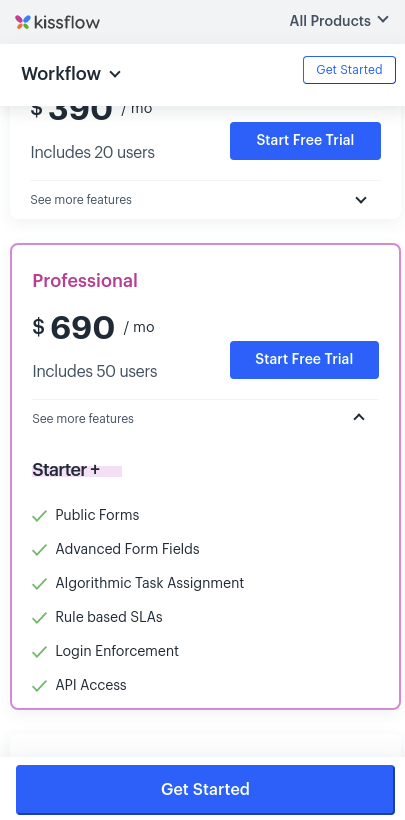 kissflow
All Products
Workflow
Get Started
$ 390 / mo
Start Free Trial
Includes 20 users
See more features
Professional
$ 690 / mo
Start Free Trial
Includes 50 users
See more features
Starter +
Public Forms
Advanced Form Fields
Algorithmic Task Assignment
Rule based SLAs
Login Enforcement
API Access
Get Started